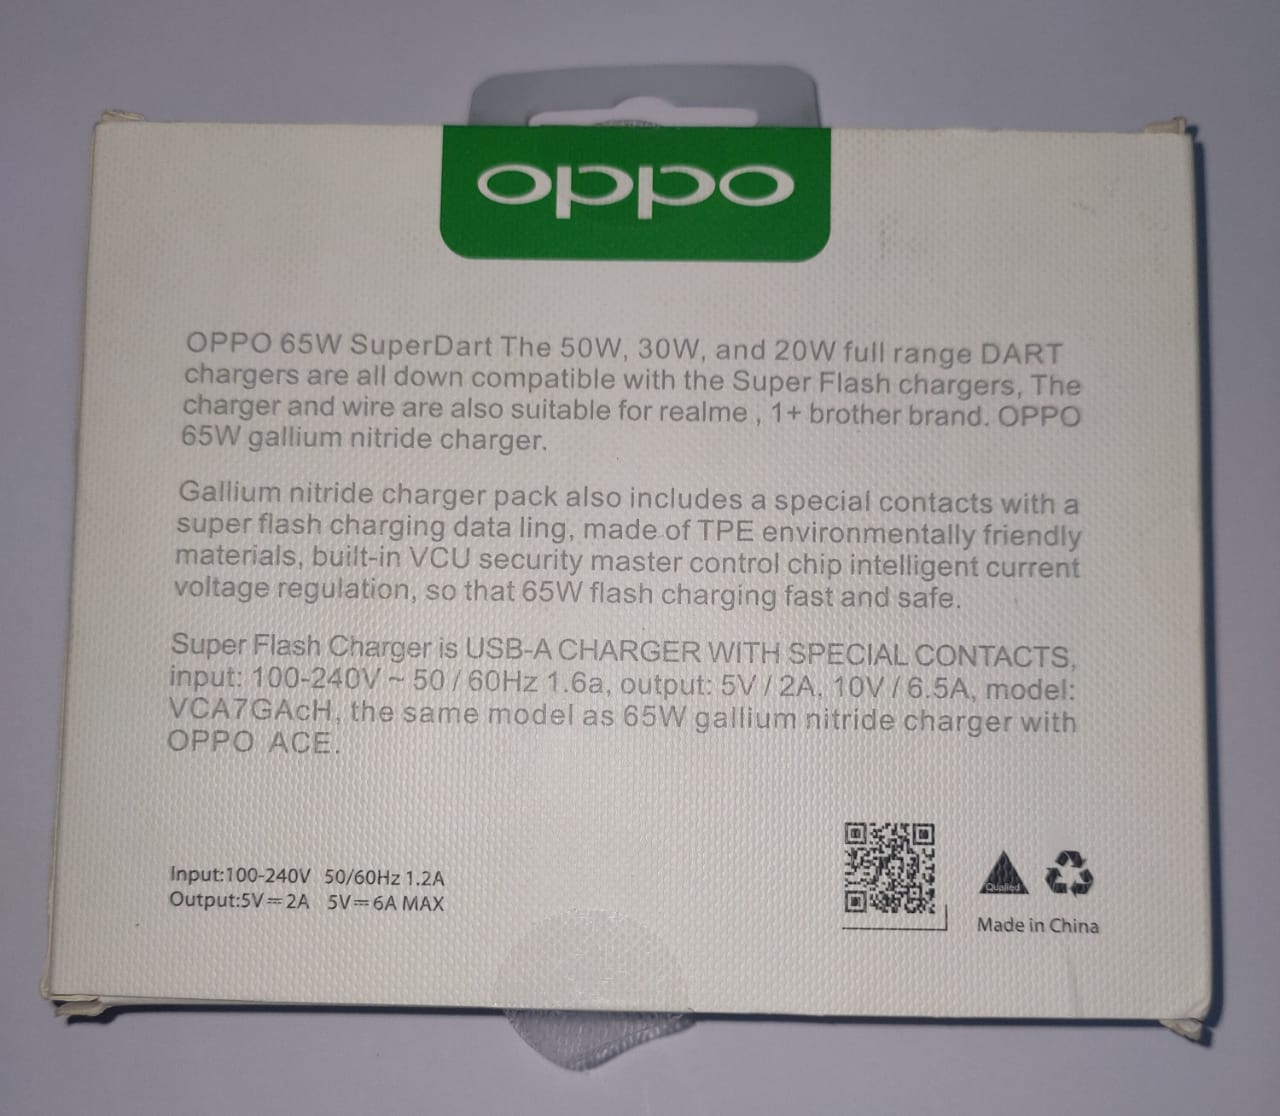 oppo
OPPO 65W SuperDart The 50W, 30W, and 20W full range DART
chargers are all down compatible with the Super Flash chargers, The
charger and wire are also suitable for realme , 1+ brother brand. OPPO
65W gallium nitride charger.
Gallium nitride charger pack also includes a special contacts with a
super flash charging data ling, made of TPE environmentally friendly
materials, built-in VCU security master control chip intelligent current
voltage regulation, so that 65W flash charging fast and safe.
Super Flash Charger is USB-A CHARGER WITH SPECIAL CONTACTS,
input: 100-240V ~ 50 / 60Hz 1.6a, output: 5V / 2A. 10V / 6.5A, model:
VCA7GAcH, the same model as 65W gallium nitride charger with
OPPO ACE.
Input:100-240V 50/60Hz 1.2A
Output:5V⎓2A 5V⎓6A MAX
Qualified
Made in China